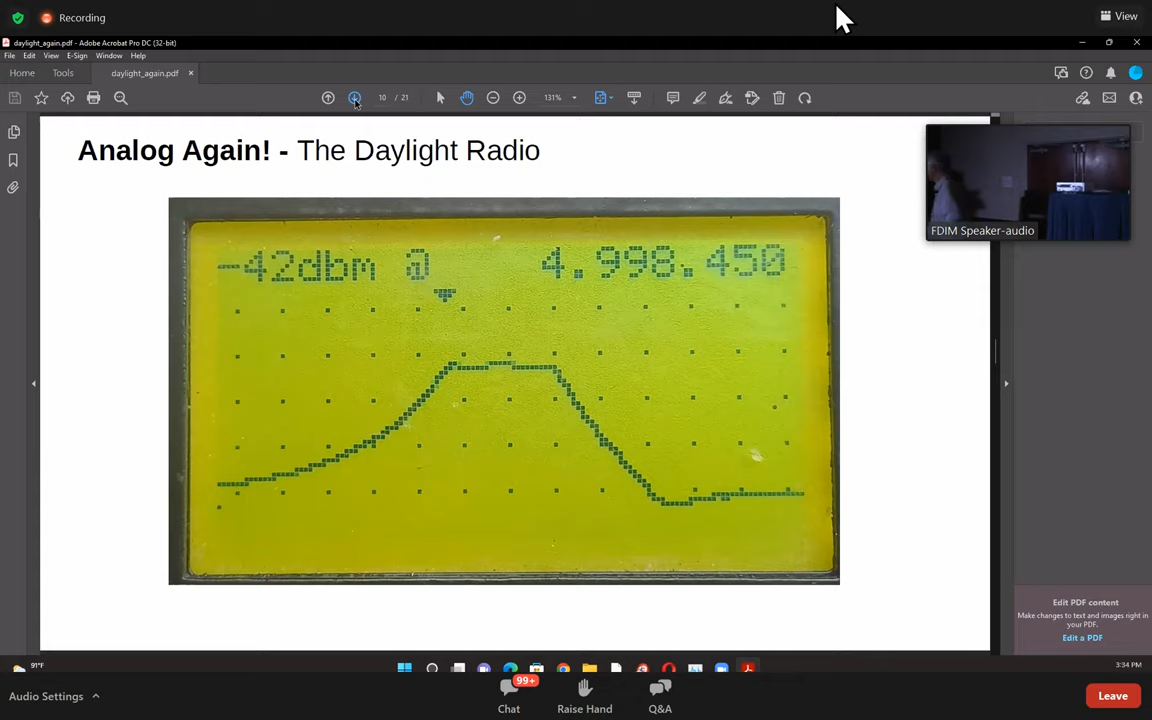 Recording
View
daylight_again.pdf - Adobe Acrobat Pro DC (32-bit)
File Edit View E-Sign Window Help
Home Tools daylight_again.pdf ×
10 / 21 131%
Analog Again! - The Daylight Radio
-42dbm @ 4.998.450
FDIM Speaker-audio
Edit PDF content
Make changes to text and images right in
your PDF.
Edit a PDF
91°F
3:34 PM
Audio Settings
99+
Chat
Raise Hand
Q&A
Leave